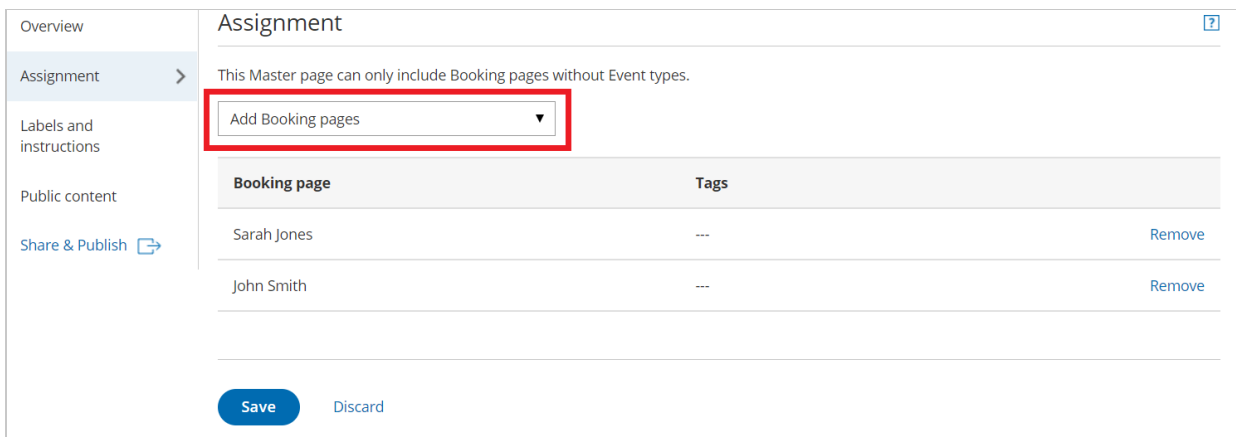 Overview
Assignment
Labels and
instructions
Public content
Share & Publish
Assignment
?
This Master page can only include Booking pages without Event types.
Add Booking pages
Booking page Tags
Sarah Jones --- Remove
John Smith --- Remove
Save Discard